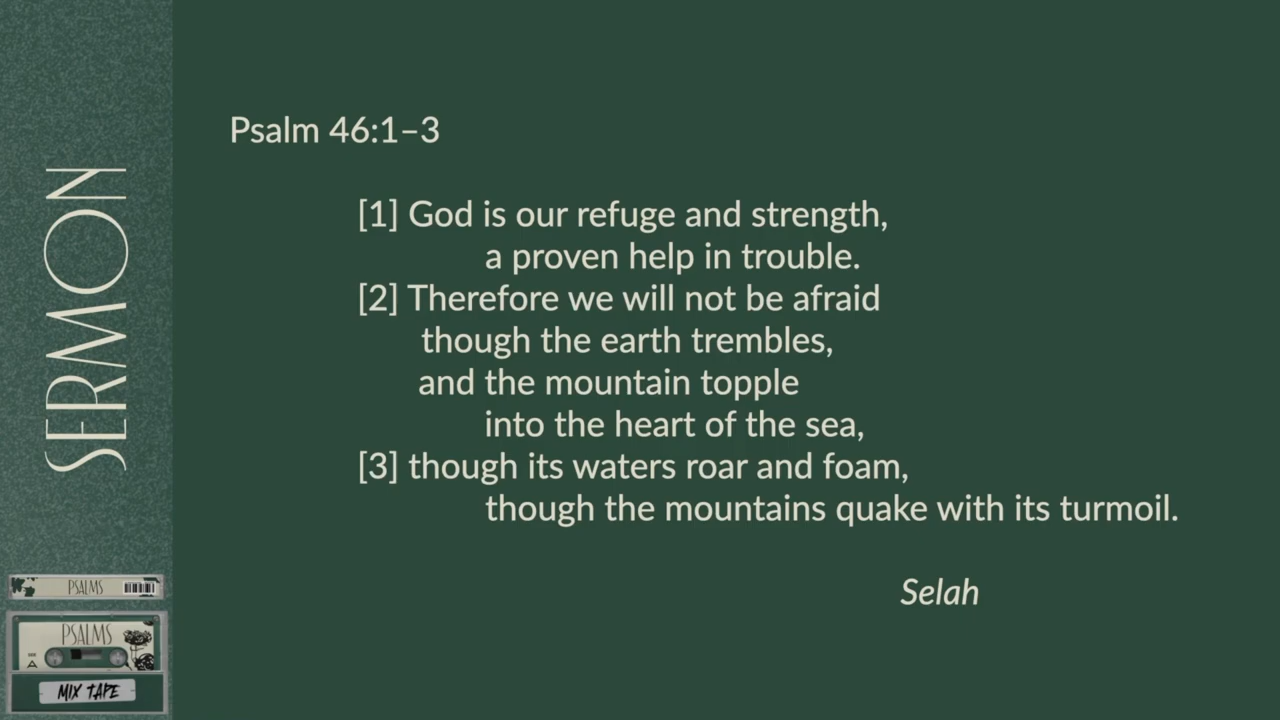 SERMON
Psalm 46:1–3
[1] God is our refuge and strength,
a proven help in trouble.
[2] Therefore we will not be afraid
though the earth trembles,
and the mountain topple
into the heart of the sea,
[3] though its waters roar and foam,
though the mountains quake with its turmoil.
Selah
PSALMS
PSALMS
A
MIX TAPE